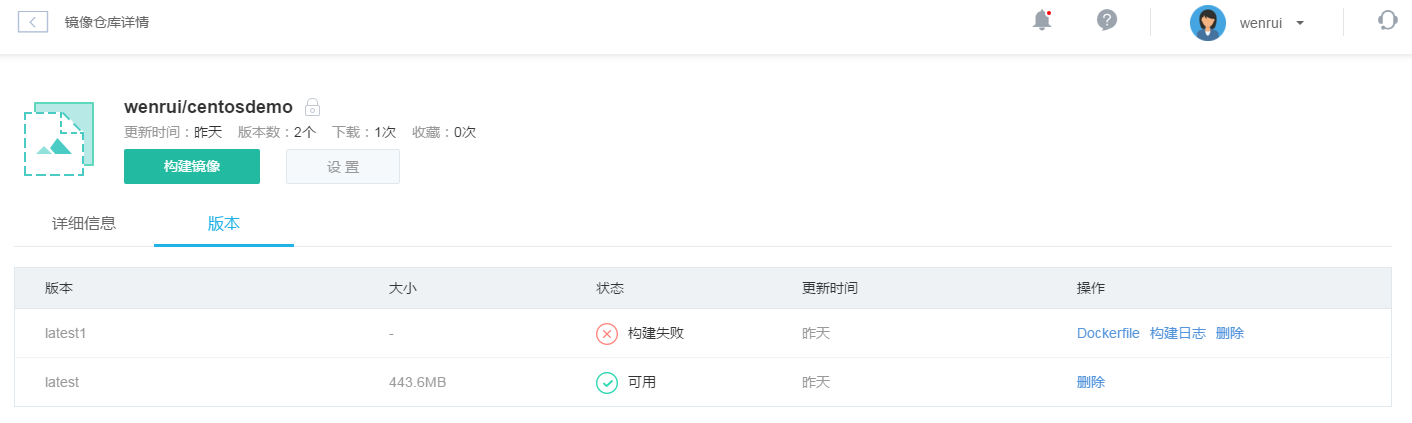 镜像仓库详情 wenrui
wenrui/centosdemo
更新时间：昨天 版本数：2个 下载：1次 收藏：0次
构建镜像 设 置
详细信息 版本
版本 大小 状态 更新时间 操作
latest1 - 构建失败 昨天 Dockerfile 构建日志 删除
latest 443.6MB 可用 昨天 删除